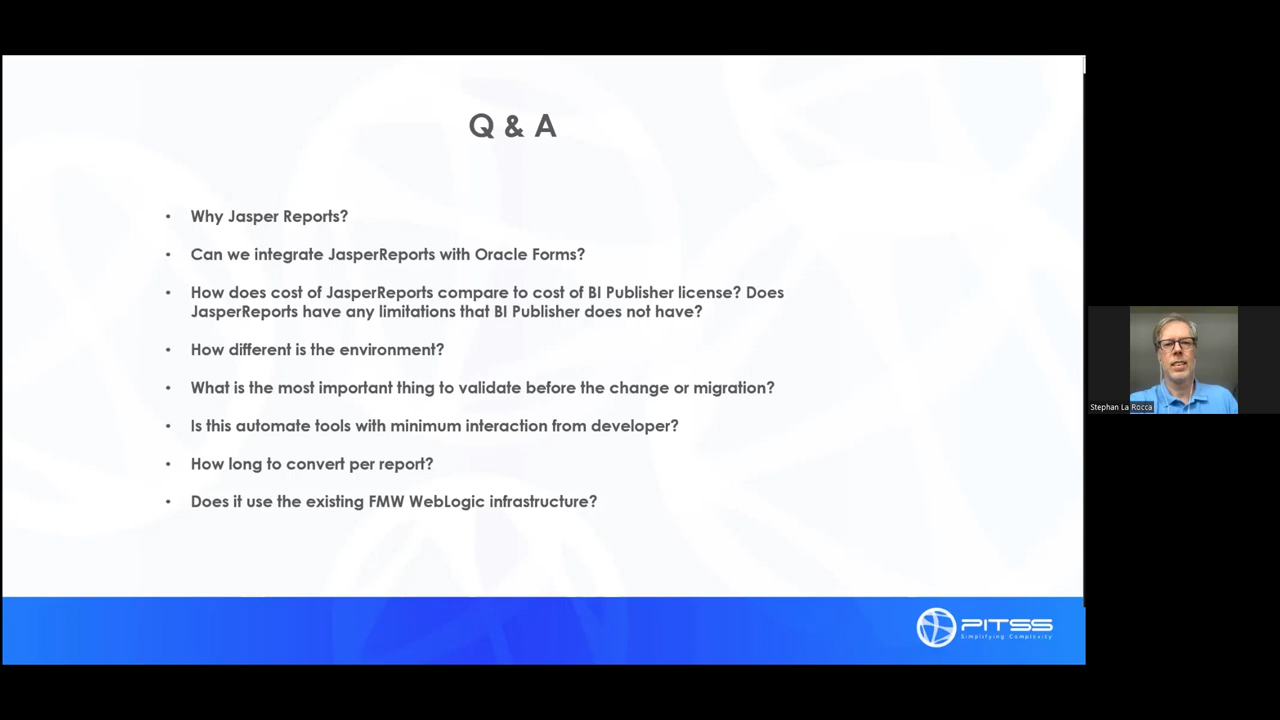 Q & A
• Why Jasper Reports?
• Can we integrate JasperReports with Oracle Forms?
• How does cost of JasperReports compare to cost of BI Publisher license? Does
JasperReports have any limitations that BI Publisher does not have?
• How different is the environment?
• What is the most important thing to validate before the change or migration?
• Is this automate tools with minimum interaction from developer?
• How long to convert per report?
• Does it use the existing FMW WebLogic infrastructure?
Stephan La Rocca
PITSS
Simplifying Complexity